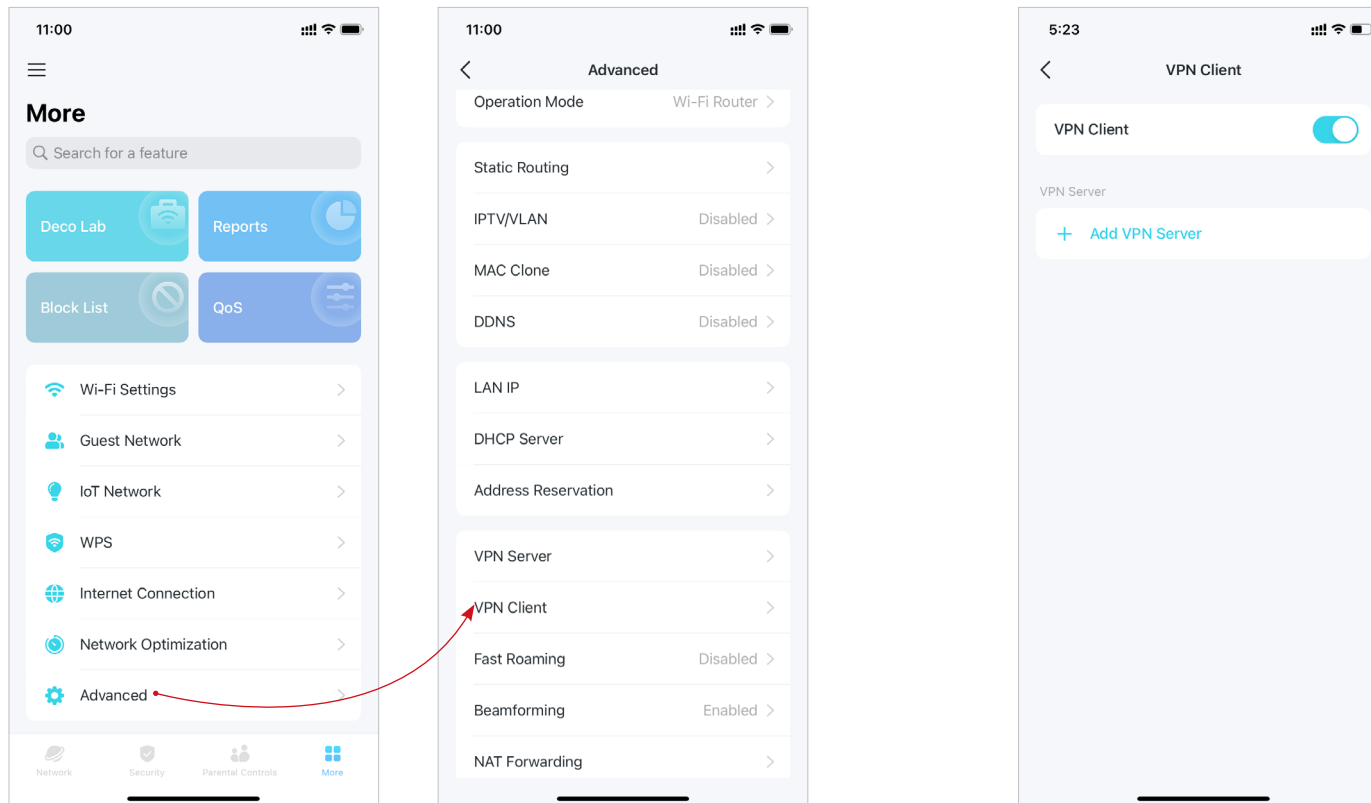 11:00
More
Search for a feature
Deco Lab
Reports
Block List
QoS
Wi-Fi Settings
Guest Network
IoT Network
WPS
Internet Connection
Network Optimization
Advanced
Network
Security
Parental Controls
More
11:00
Advanced
Operation Mode Wi-Fi Router
Static Routing
IPTV/VLAN Disabled
MAC Clone Disabled
DDNS Disabled
LAN IP
DHCP Server
Address Reservation
VPN Server
VPN Client
Fast Roaming Disabled
Beamforming Enabled
NAT Forwarding
5:23
VPN Client
VPN Client
VPN Server
+ Add VPN Server